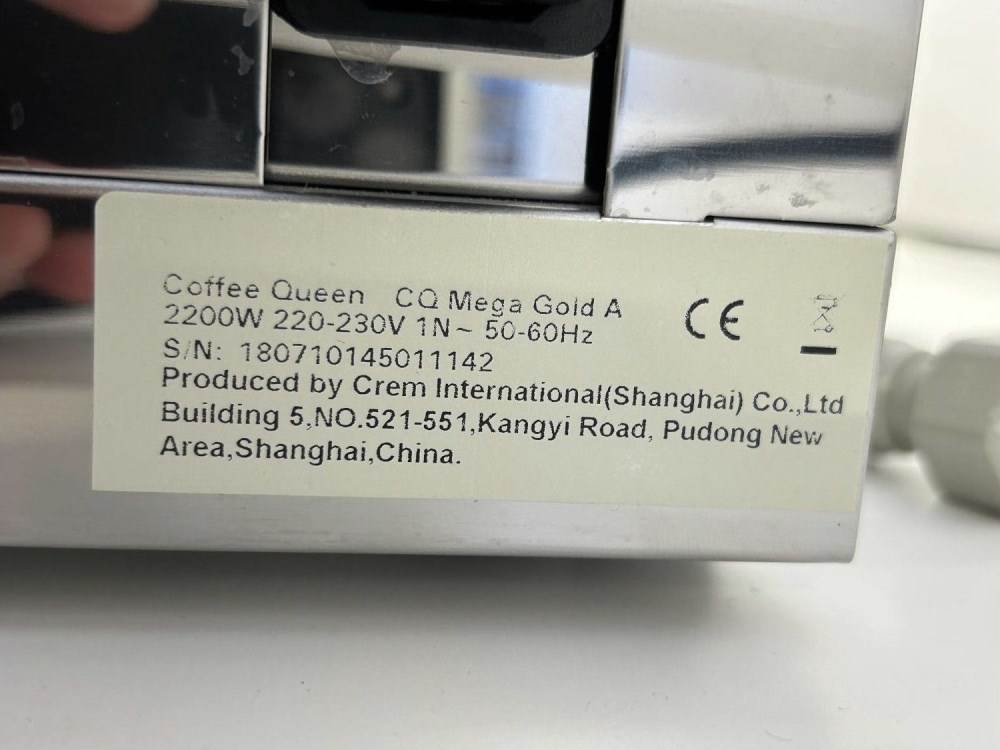 Coffee Queen CQ Mega Gold A
2200W 220-230V 1N~ 50-60Hz
S/N: 180710145011142
Produced by Crem International(Shanghai) Co.,Ltd
Building 5,NO.521-551,Kangyi Road, Pudong New
Area,Shanghai,China.
CE